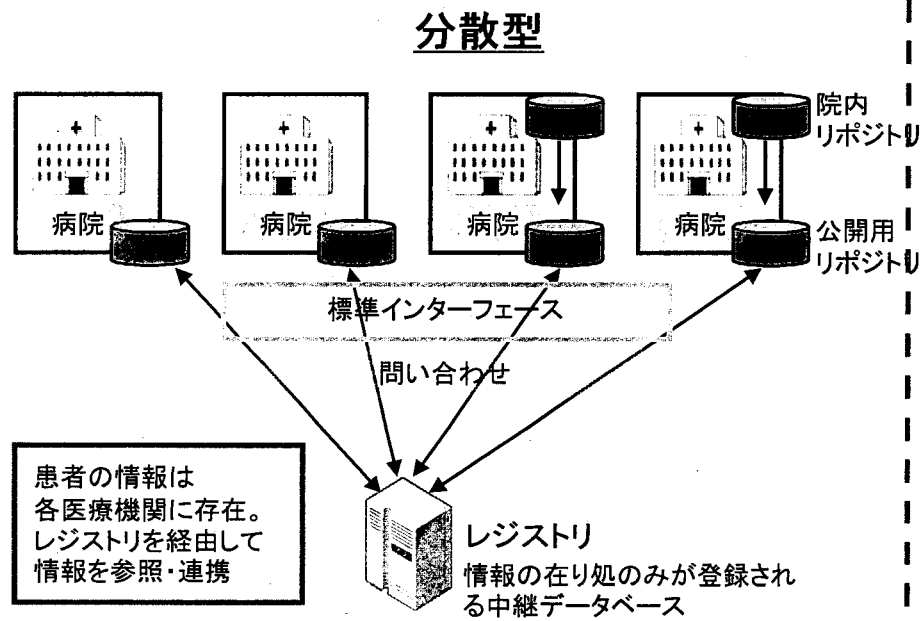 分散型
院内
リポジトリ
病院
病院
病院
病院
公開用
リポジトリ
標準インターフェース
問い合わせ
患者の情報は
各医療機関に存在。
レジストリを経由して
情報を参照・連携
レジストリ
情報の在り処のみが登録され
る中継データベース